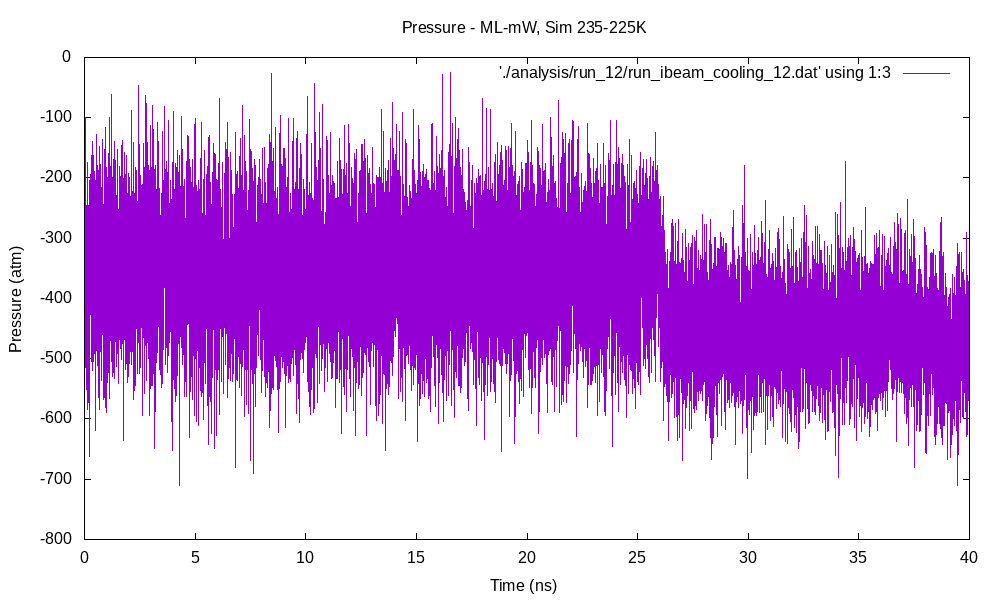 Pressure - ML-mW, Sim 235-225K
'./analysis/run_12/run_ibeam_cooling_12.dat' using 1:3
0
-100
-200
-300
-400
-500
-600
-700
-800
Pressure (atm)
0 5 10 15 20 25 30 35 40
Time (ns)